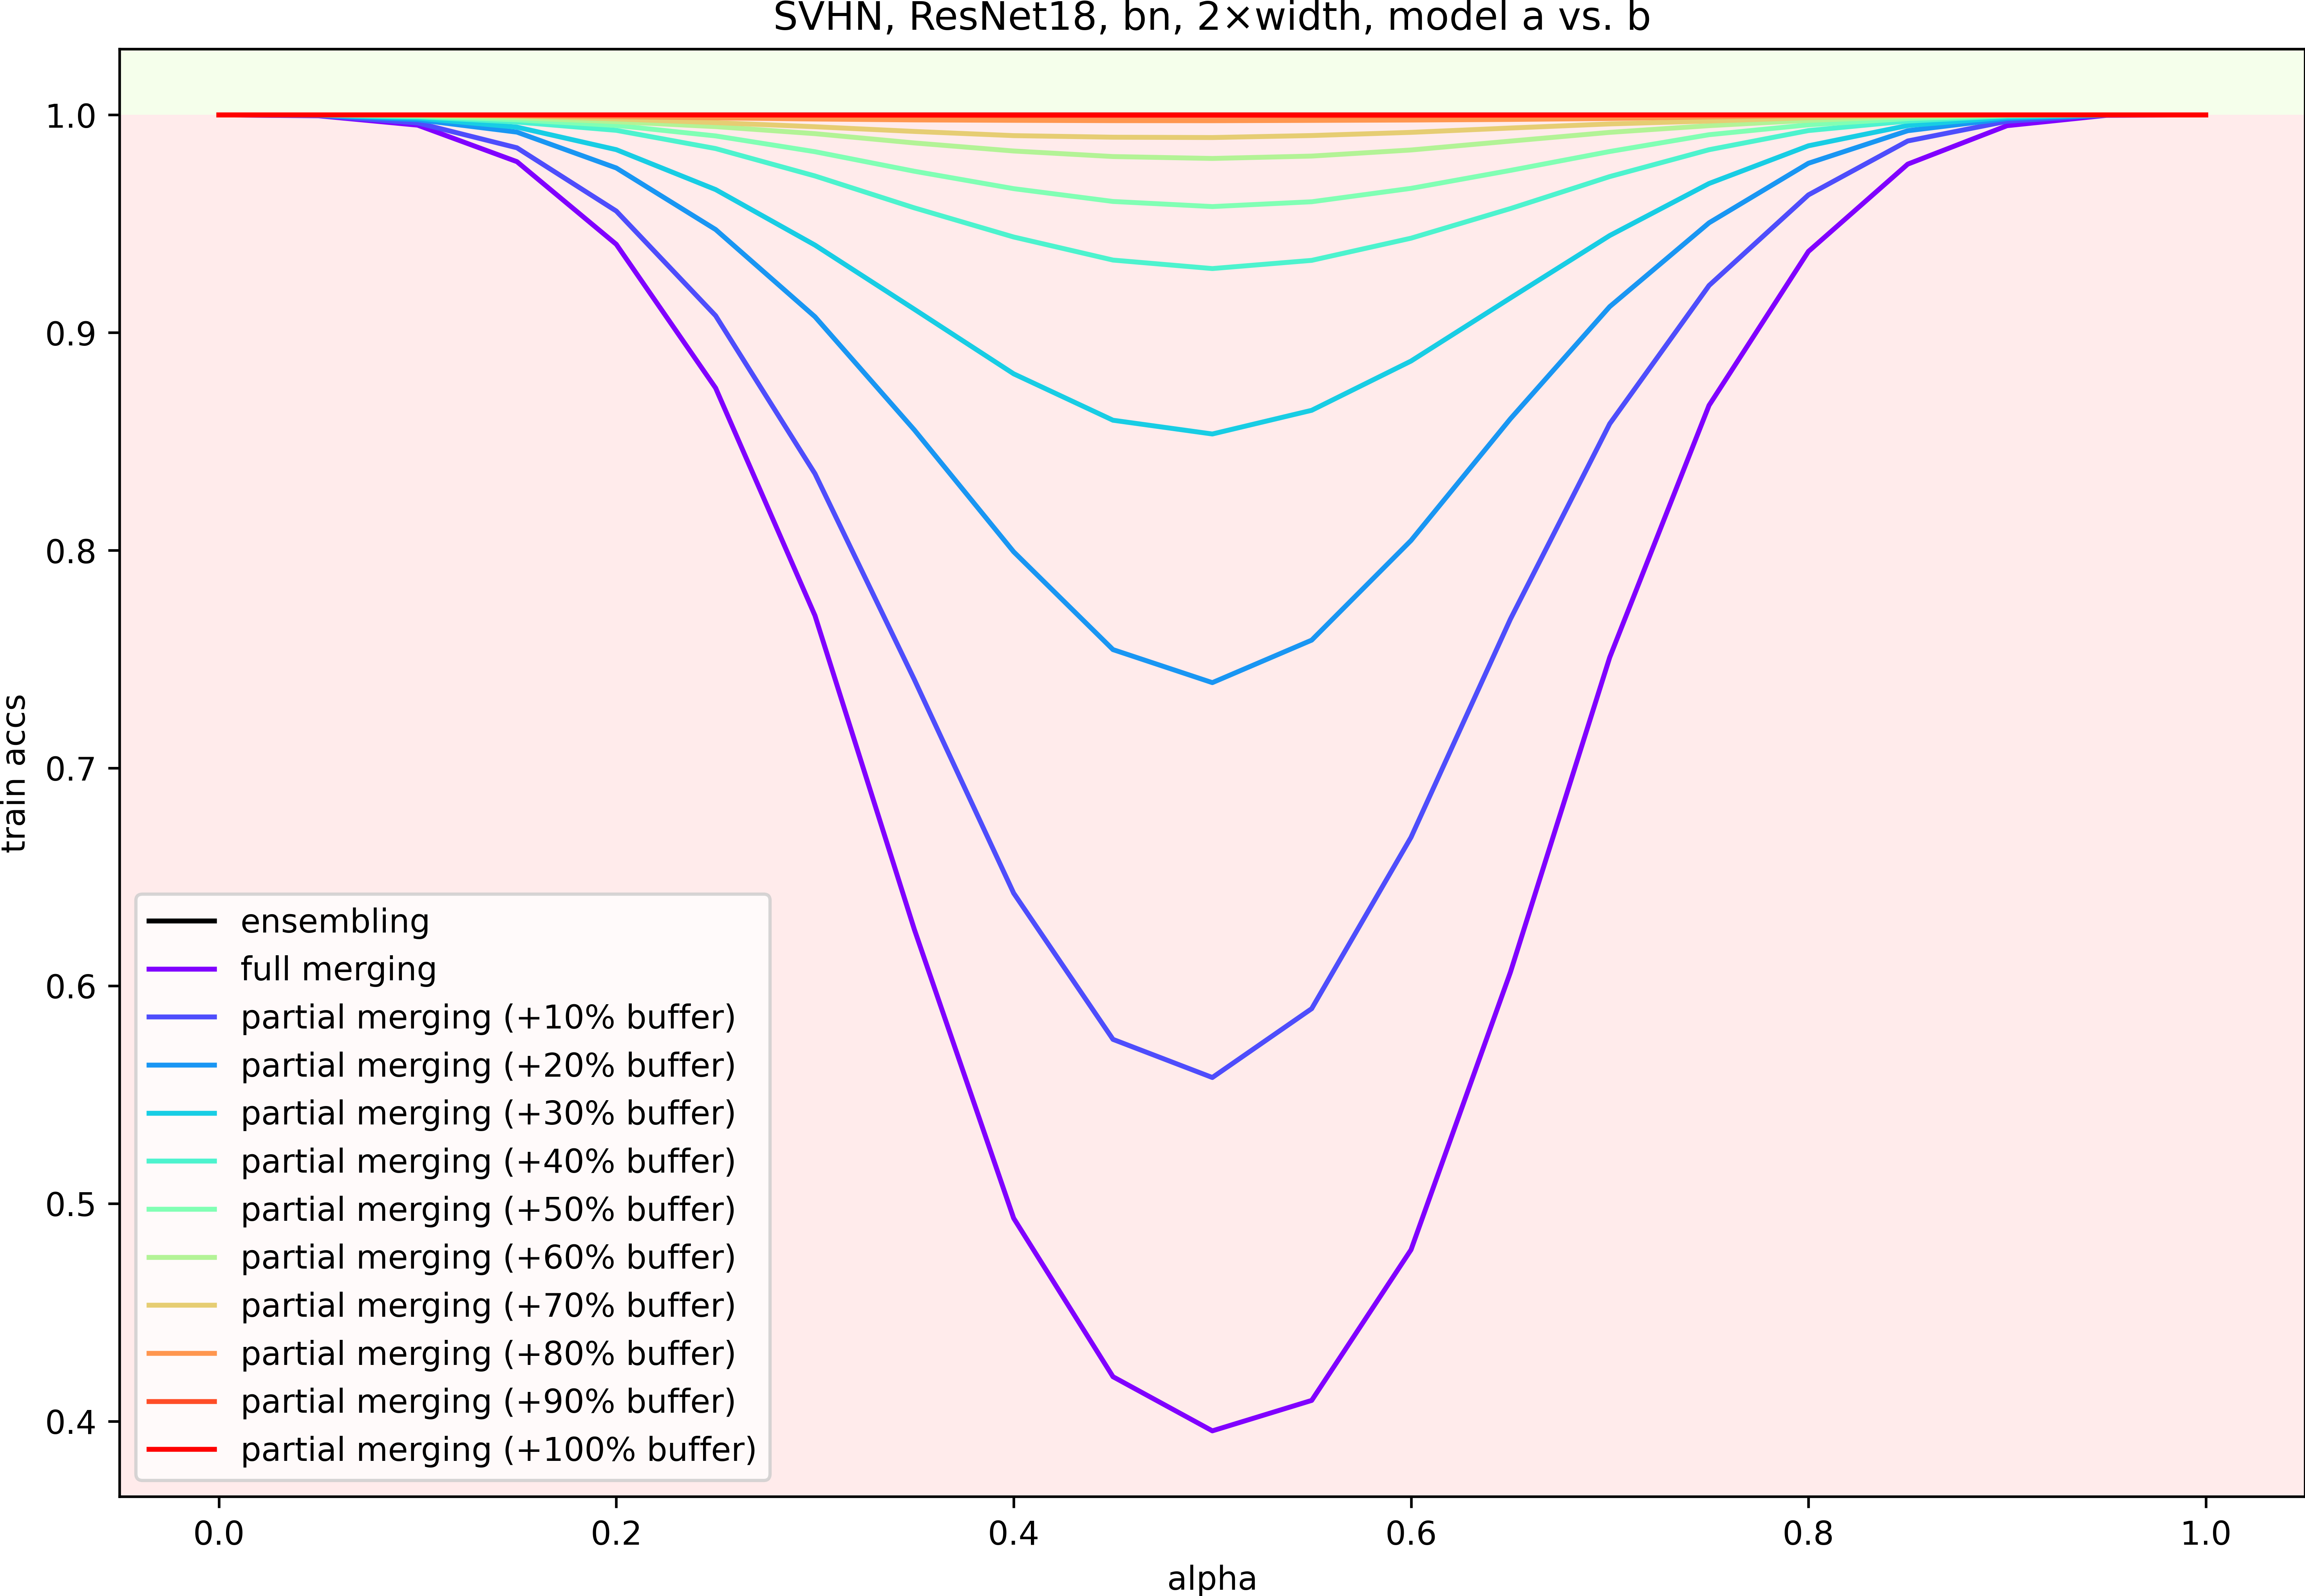 SVHN, ResNet18, bn, 2×width, model a vs. b
1.0
0.9
0.8
0.7
0.6
0.5
0.4
train accs
ensembling
full merging
partial merging (+10% buffer)
partial merging (+20% buffer)
partial merging (+30% buffer)
partial merging (+40% buffer)
partial merging (+50% buffer)
partial merging (+60% buffer)
partial merging (+70% buffer)
partial merging (+80% buffer)
partial merging (+90% buffer)
partial merging (+100% buffer)
0.0 0.2 0.4 0.6 0.8 1.0
alpha